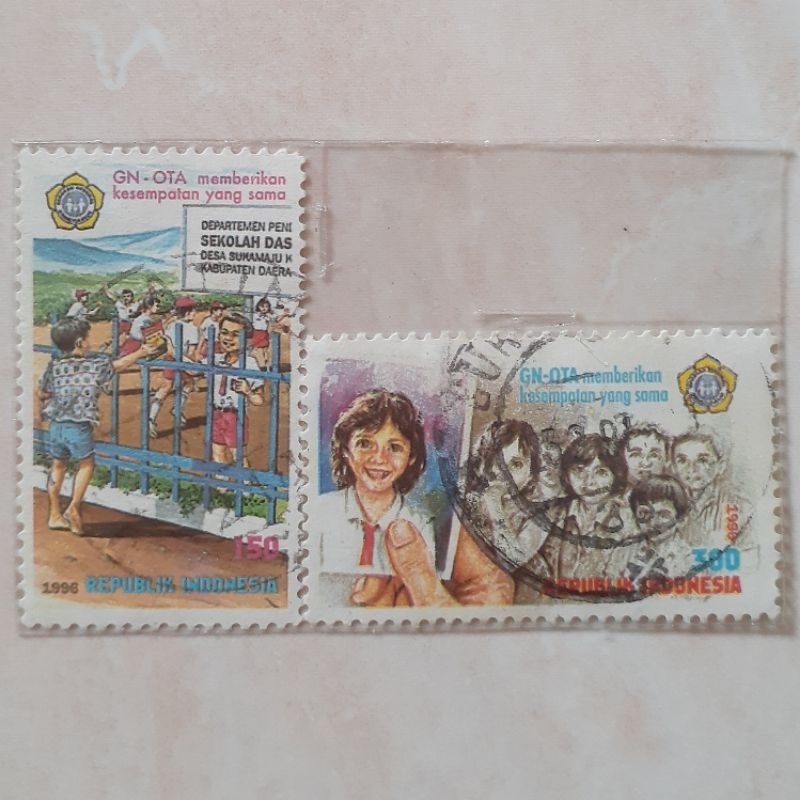 GN - OTA memberikan
kesempatan yang sama
DEPARTEMEN PENI
SEKOLAH DAS
DESA SUKAMAJU K
KABUPATEN DAERA
150
1996 REPUBLIK INDONESIA
GN-OTA memberikan
kesempatan yang sama
1996
300
REPUBLIK INDONESIA